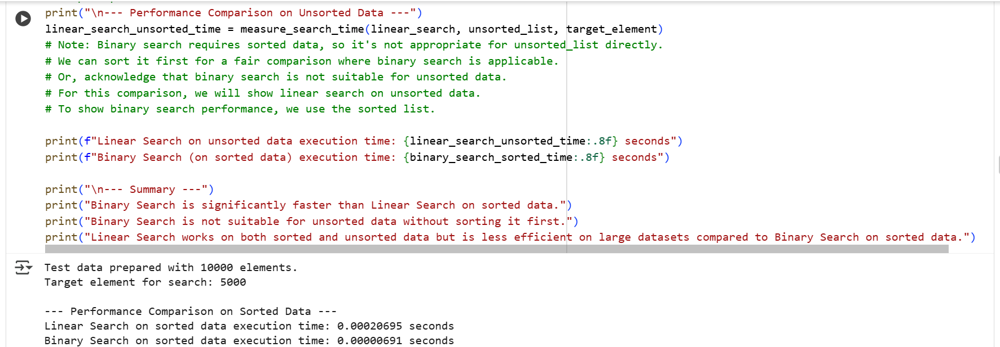 print("\n--- Performance Comparison on Unsorted Data ---")
linear_search_unsorted_time = measure_search_time(linear_search, unsorted_list, target_element)
# Note: Binary search requires sorted data, so it's not appropriate for unsorted_list directly.
# We can sort it first for a fair comparison where binary search is applicable.
# Or, acknowledge that binary search is not suitable for unsorted data.
# For this comparison, we will show linear search on unsorted data.
# To show binary search performance, we use the sorted list.
print(f"Linear Search on unsorted data execution time: {linear_search_unsorted_time:.8f} seconds")
print(f"Binary Search (on sorted data) execution time: {binary_search_sorted_time:.8f} seconds")
print("\n--- Summary ---")
print("Binary Search is significantly faster than Linear Search on sorted data.")
print("Binary Search is not suitable for unsorted data without sorting it first.")
print("Linear Search works on both sorted and unsorted data but is less efficient on large datasets compared to Binary Search on sorted data.")
Test data prepared with 10000 elements.
Target element for search: 5000
--- Performance Comparison on Sorted Data ---
Linear Search on sorted data execution time: 0.00020695 seconds
Binary Search on sorted data execution time: 0.00000691 seconds